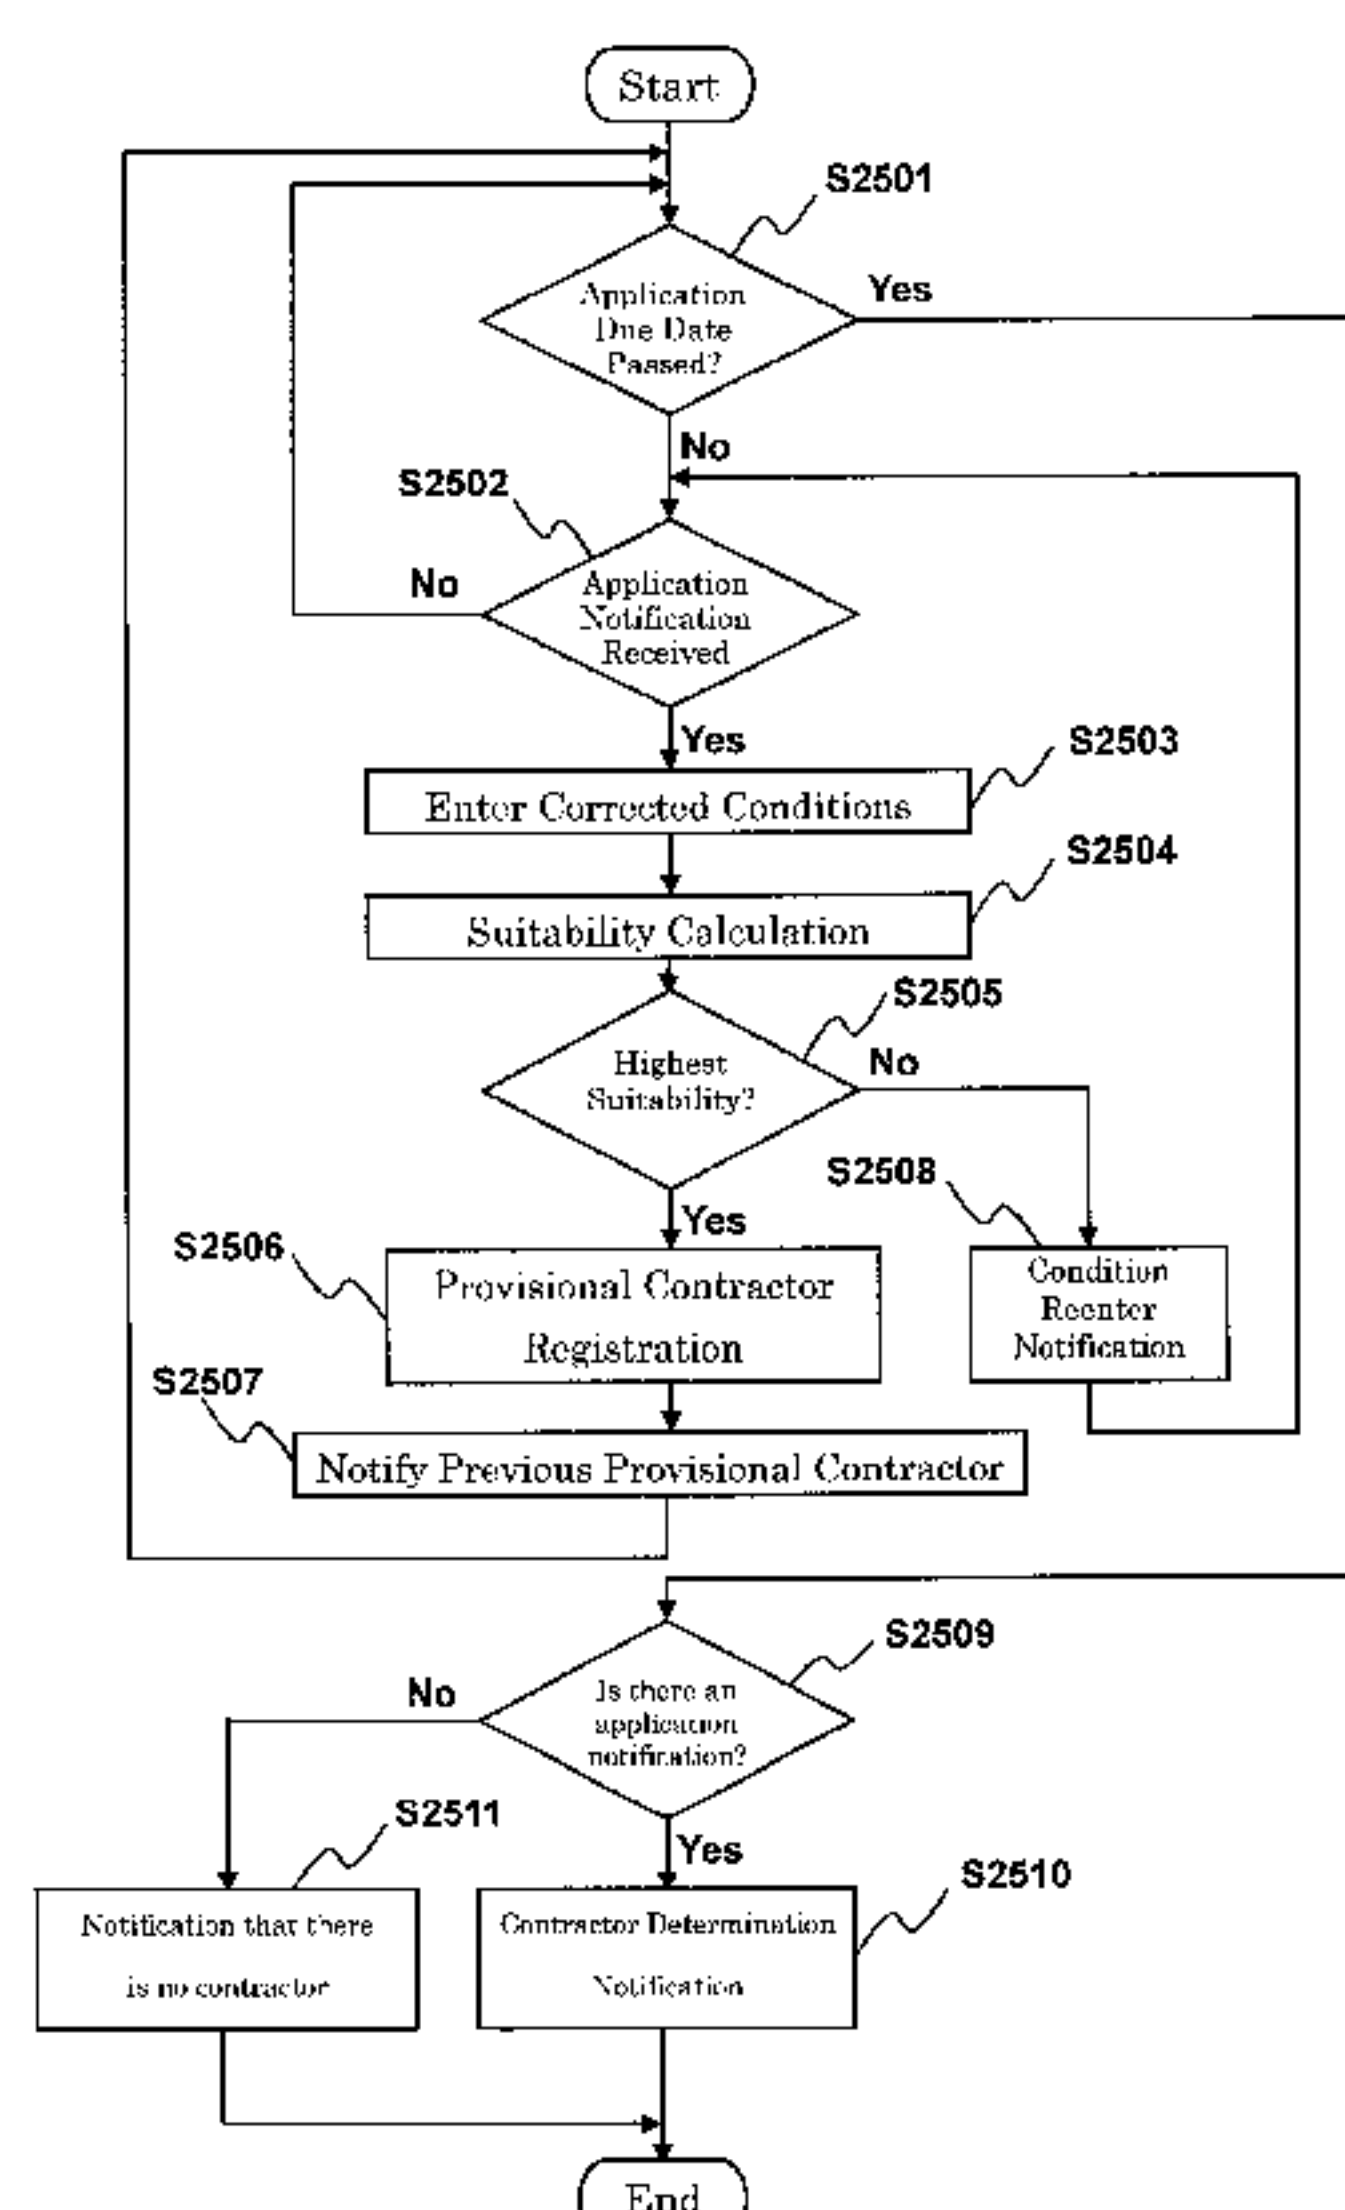 Start
S2501
Application
Due Date
Passed?
Yes
No
S2502
Application
Notification
Received
No
Yes
S2503
Enter Corrected Conditions
S2504
Suitability Calculation
S2505
Highest
Suitability?
No
Yes
S2508
Condition
Reenter
Notification
S2506
Provisional Contractor
Registration
S2507
Notify Previous Provisional Contractor
S2509
Is there an
application
notification?
No
Yes
S2511
Notification that there
is no contractor
S2510
Contractor Determination
Notification
End